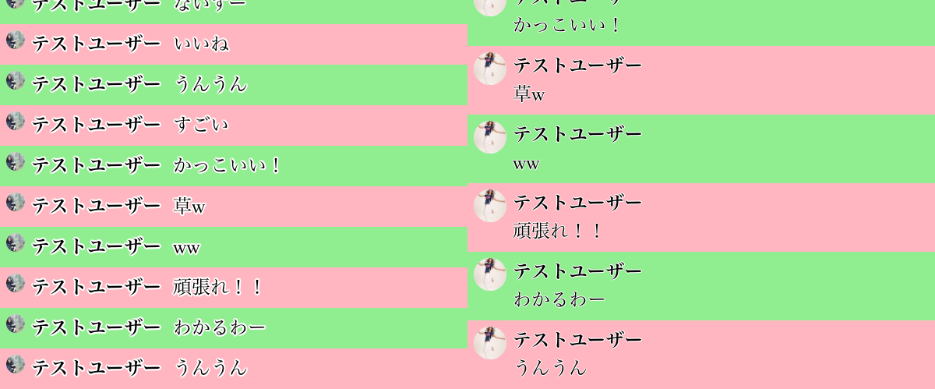 ないすー
テストユーザー いいね
テストユーザー うんうん
テストユーザー すごい
テストユーザー かっこいい！
テストユーザー 草w
テストユーザー ww
テストユーザー 頑張れ！！
テストユーザー わかるわー
テストユーザー うんうん
テストユーザー
かっこいい！
テストユーザー
草w
テストユーザー
ww
テストユーザー
頑張れ！！
テストユーザー
わかるわー
テストユーザー
うんうん